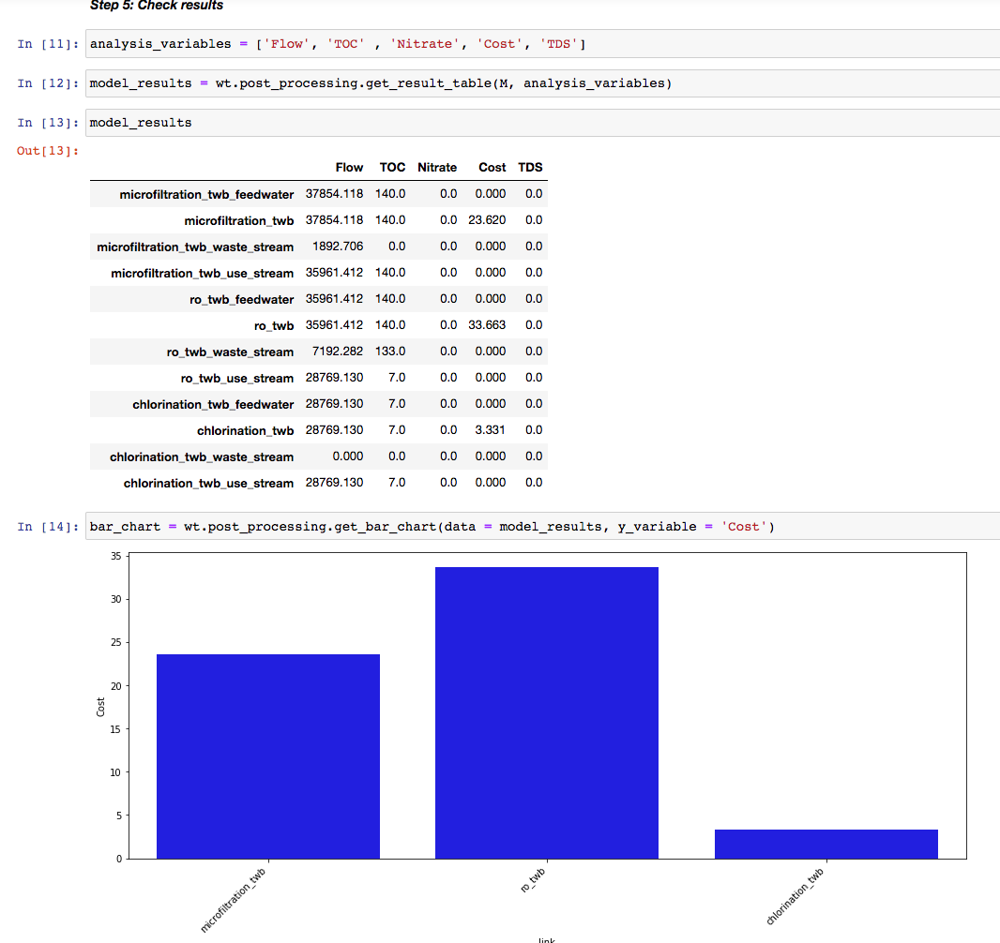 Step 5: Check results
In [11]: analysis_variables = ['Flow', 'TOC' , 'Nitrate', 'Cost', 'TDS']
In [12]: model_results = wt.post_processing.get_result_table(M, analysis_variables)
In [13]: model_results
Out[13]:
Flow TOC Nitrate Cost TDS
microfiltration_twb_feedwater 37854.118 140.0 0.0 0.000 0.0
microfiltration_twb 37854.118 140.0 0.0 23.620 0.0
microfiltration_twb_waste_stream 1892.706 0.0 0.0 0.000 0.0
microfiltration_twb_use_stream 35961.412 140.0 0.0 0.000 0.0
ro_twb_feedwater 35961.412 140.0 0.0 0.000 0.0
ro_twb 35961.412 140.0 0.0 33.663 0.0
ro_twb_waste_stream 7192.282 133.0 0.0 0.000 0.0
ro_twb_use_stream 28769.130 7.0 0.0 0.000 0.0
chlorination_twb_feedwater 28769.130 7.0 0.0 0.000 0.0
chlorination_twb 28769.130 7.0 0.0 3.331 0.0
chlorination_twb_waste_stream 0.000 0.0 0.0 0.000 0.0
chlorination_twb_use_stream 28769.130 7.0 0.0 0.000 0.0
In [14]: bar_chart = wt.post_processing.get_bar_chart(data = model_results, y_variable = 'Cost')
35
30
25
20
15
10
5
0
Cost
microfiltration_twb
ro_twb
chlorination_twb
link